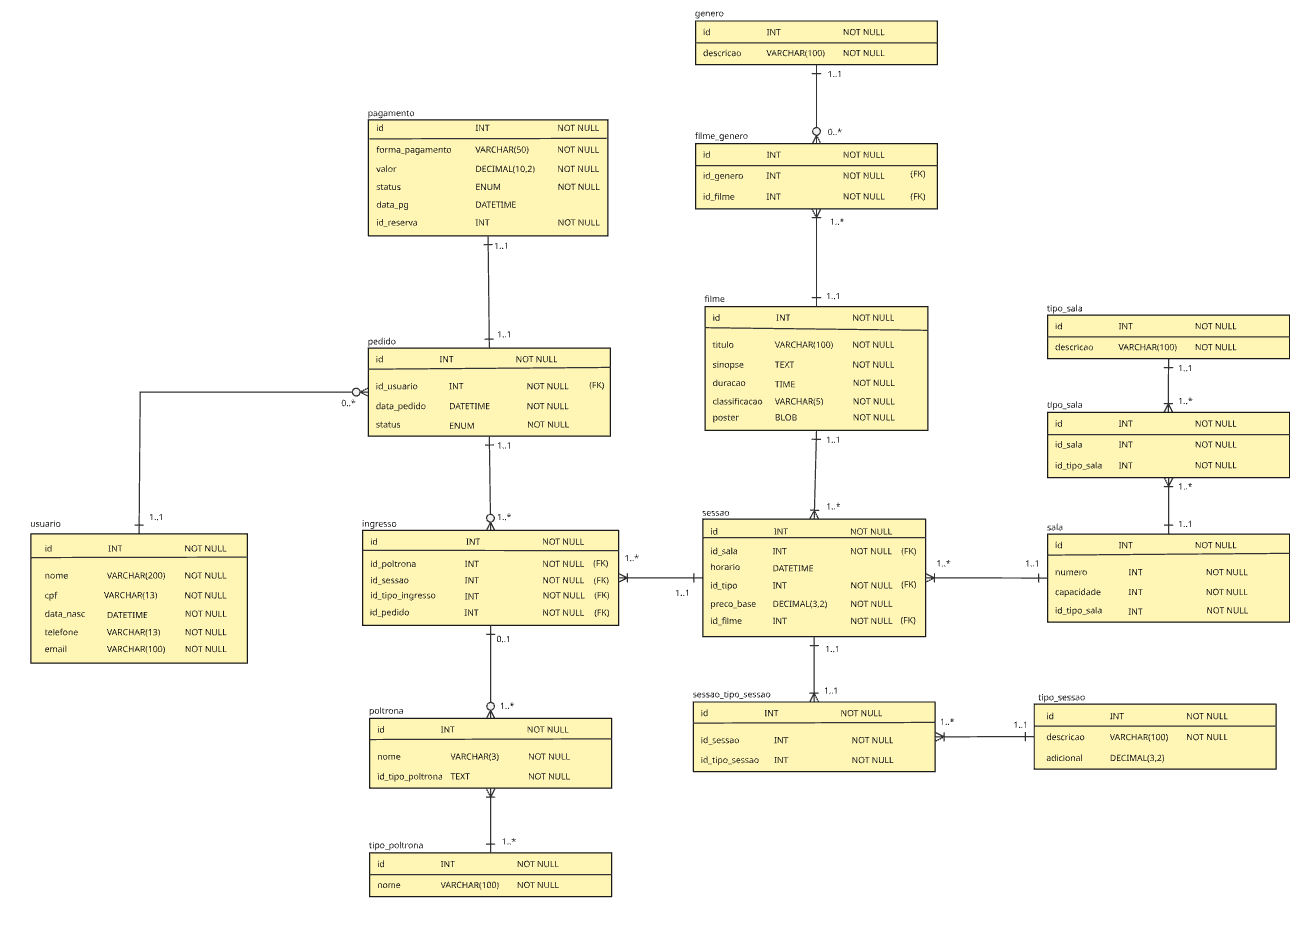 genero
id INT NOT NULL
descricao VARCHAR(100) NOT NULL
1..1
0..*
filme_genero
id INT NOT NULL
id_genero INT NOT NULL (FK)
id_filme INT NOT NULL (FK)
1..*
1..1
pagamento
id INT NOT NULL
forma_pagamento VARCHAR(50) NOT NULL
valor DECIMAL(10,2) NOT NULL
status ENUM NOT NULL
data_pg DATETIME
id_reserva INT NOT NULL
1..1
1..1
pedido
id INT NOT NULL
id_usuario INT NOT NULL (FK)
data_pedido DATETIME NOT NULL
status ENUM NOT NULL
0..*
1..1
1..*
filme
id INT NOT NULL
titulo VARCHAR(100) NOT NULL
sinopse TEXT NOT NULL
duracao TIME NOT NULL
classificacao VARCHAR(5) NOT NULL
poster BLOB NOT NULL
1..1
1..*
tipo_sala
id INT NOT NULL
descricao VARCHAR(100) NOT NULL
1..1
1..*
tipo_sala
id INT NOT NULL
id_sala INT NOT NULL
id_tipo_sala INT NOT NULL
1..*
1..1
usuario
1..1
id INT NOT NULL
nome VARCHAR(200) NOT NULL
cpf VARCHAR(13) NOT NULL
data_nasc DATETIME NOT NULL
telefone VARCHAR(13) NOT NULL
email VARCHAR(100) NOT NULL
ingresso
id INT NOT NULL
id_poltrona INT NOT NULL (FK)
id_sessao INT NOT NULL (FK)
id_tipo_ingresso INT NOT NULL (FK)
id_pedido INT NOT NULL (FK)
1..*
1..1
0..1
1..*
sessao
id INT NOT NULL
id_sala INT NOT NULL (FK)
horario DATETIME
id_tipo INT NOT NULL (FK)
preco_base DECIMAL(3,2) NOT NULL
id_filme INT NOT NULL (FK)
1..*
1..1
1..1
1..1
sala
id INT NOT NULL
numero INT NOT NULL
capacidade INT NOT NULL
id_tipo_sala INT NOT NULL
poltrona
id INT NOT NULL
nome VARCHAR(3) NOT NULL
id_tipo_poltrona TEXT NOT NULL
1..*
tipo_poltrona
id INT NOT NULL
nome VARCHAR(100) NOT NULL
sessao_tipo_sessao
id INT NOT NULL
id_sessao INT NOT NULL
id_tipo_sessao INT NOT NULL
1..*
1..1
tipo_sessao
id INT NOT NULL
descricao VARCHAR(100) NOT NULL
adicional DECIMAL(3,2)